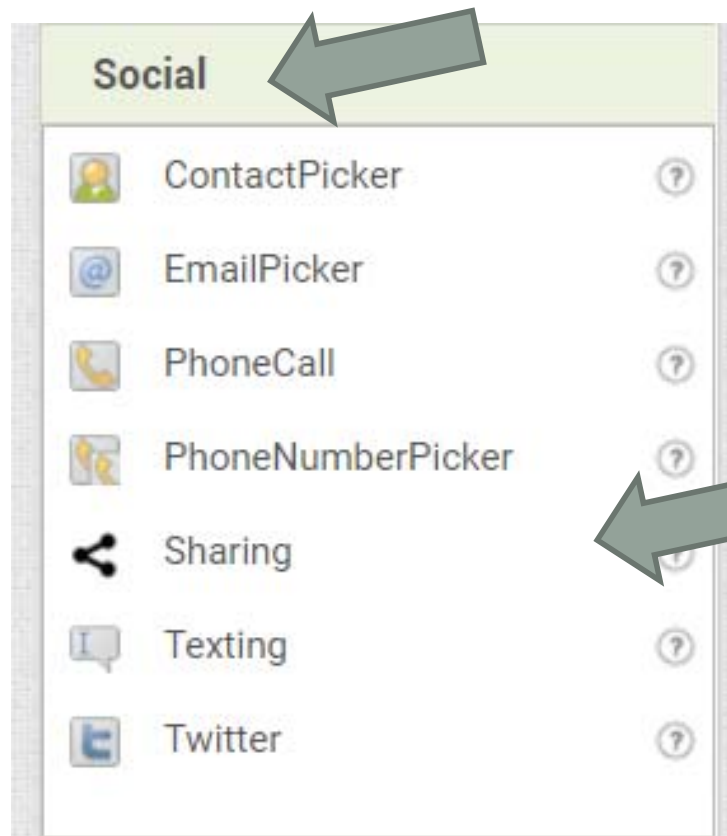 Social
ContactPicker
EmailPicker
PhoneCall
PhoneNumberPicker
Sharing
Texting
Twitter